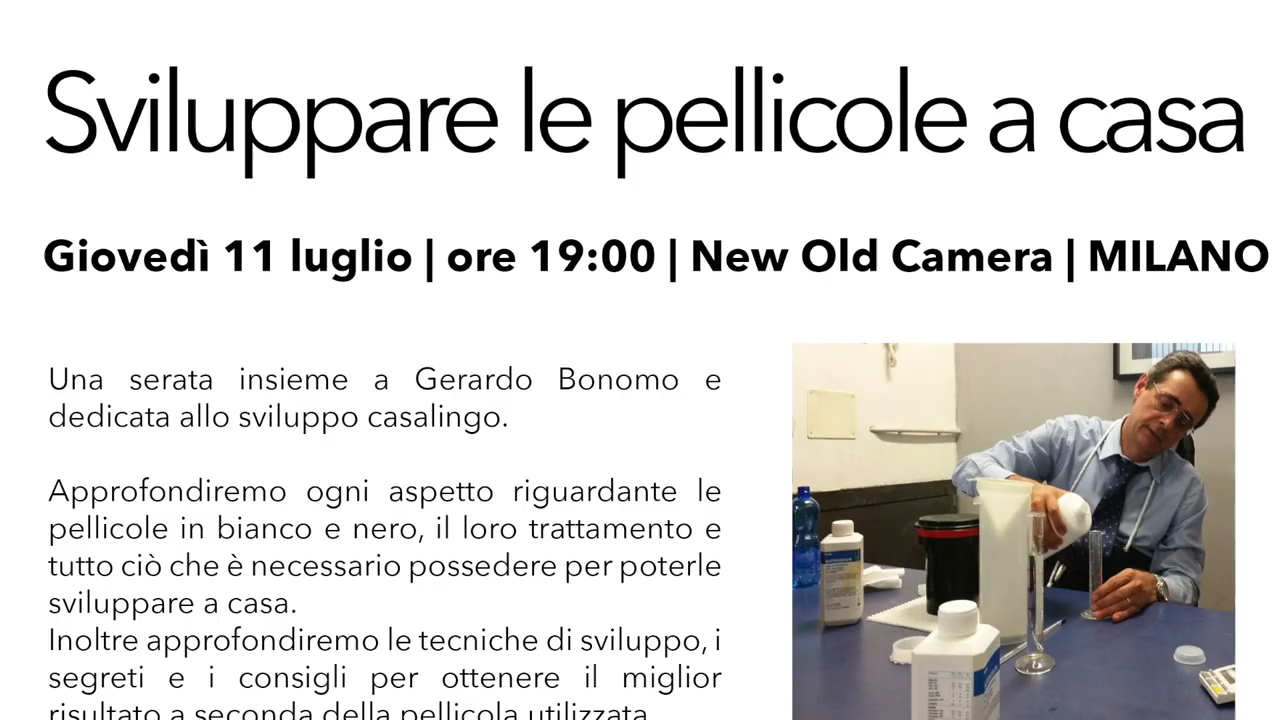 Sviluppare le pellicole a casa
Giovedì 11 luglio | ore 19:00 | New Old Camera | MILANO
Una serata insieme a Gerardo Bonomo e
dedicata allo sviluppo casalingo.
Approfondiremo ogni aspetto riguardante le
pellicole in bianco e nero, il loro trattamento e
tutto ciò che è necessario possedere per poterle
sviluppare a casa.
Inoltre approfondiremo le tecniche di sviluppo, i
segreti e i consigli per ottenere il miglior
risultato a seconda della pellicola utilizzata.